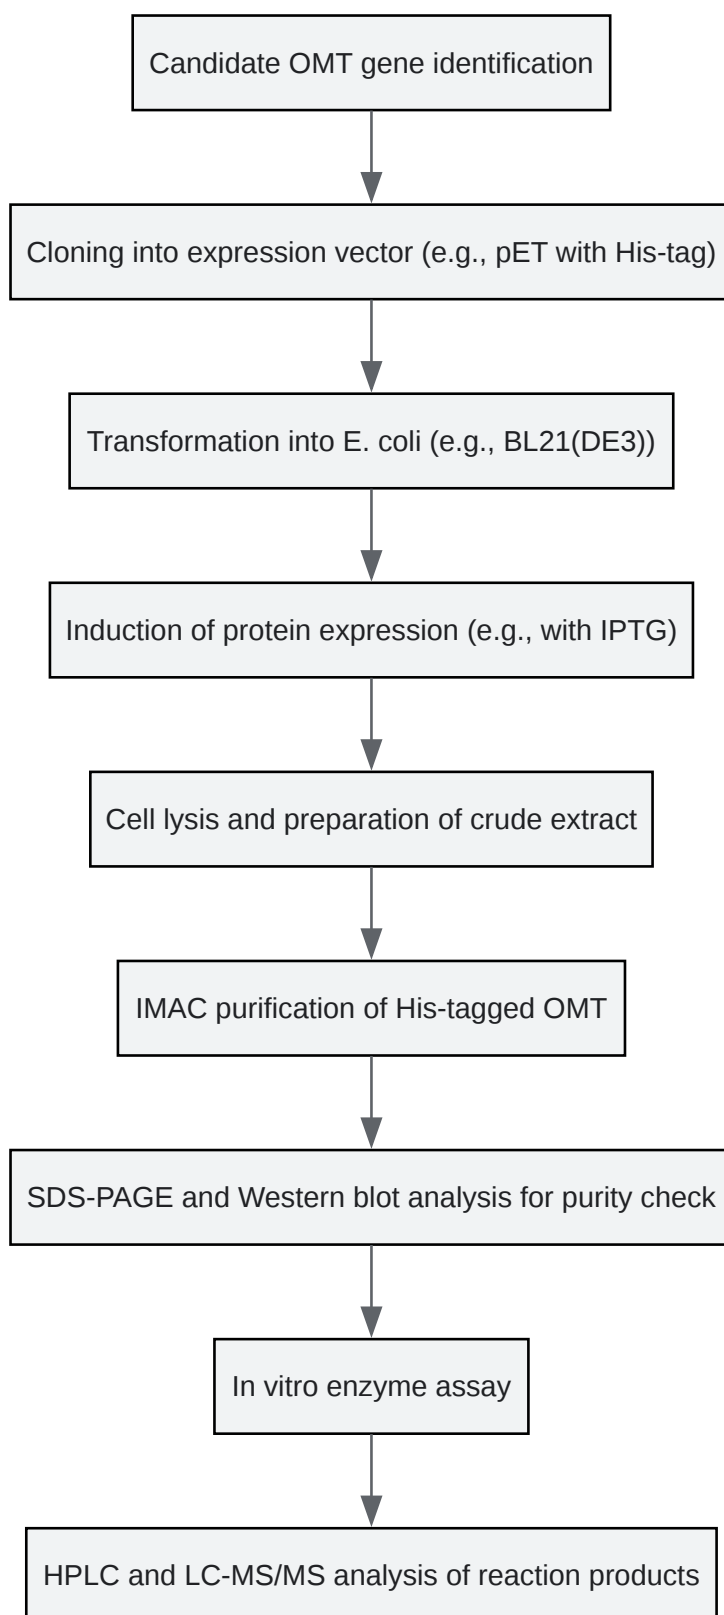 Candidate OMT gene identification
Cloning into expression vector (e.g., pET with His-tag)
Transformation into E. coli (e.g., BL21(DE3))
Induction of protein expression (e.g., with IPTG)
Cell lysis and preparation of crude extract
IMAC purification of His-tagged OMT
SDS-PAGE and Western blot analysis for purity check
In vitro enzyme assay
HPLC and LC-MS/MS analysis of reaction products